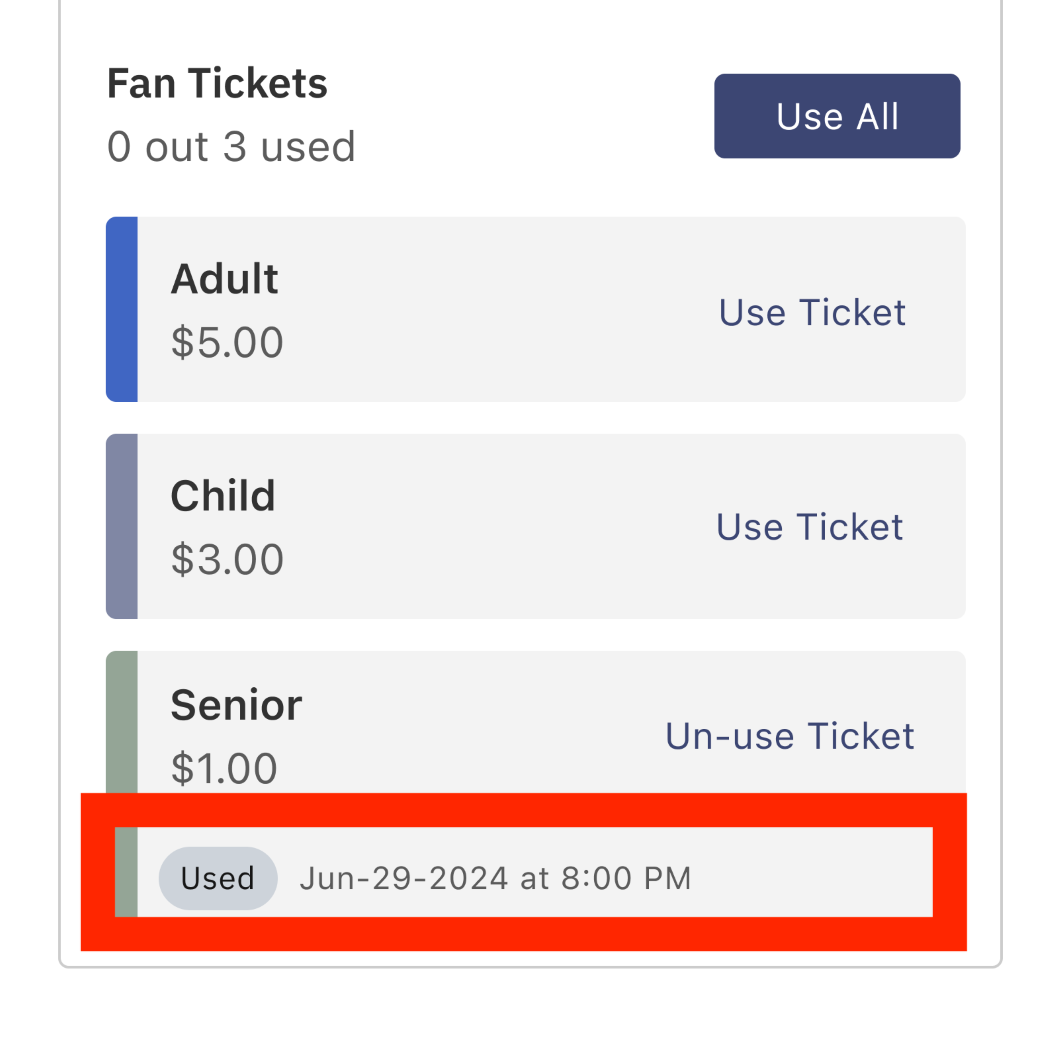 Fan Tickets
0 out 3 used
Use All
Adult
$5.00
Use Ticket
Child
$3.00
Use Ticket
Senior
$1.00
Un-use Ticket
Used Jun-29-2024 at 8:00 PM